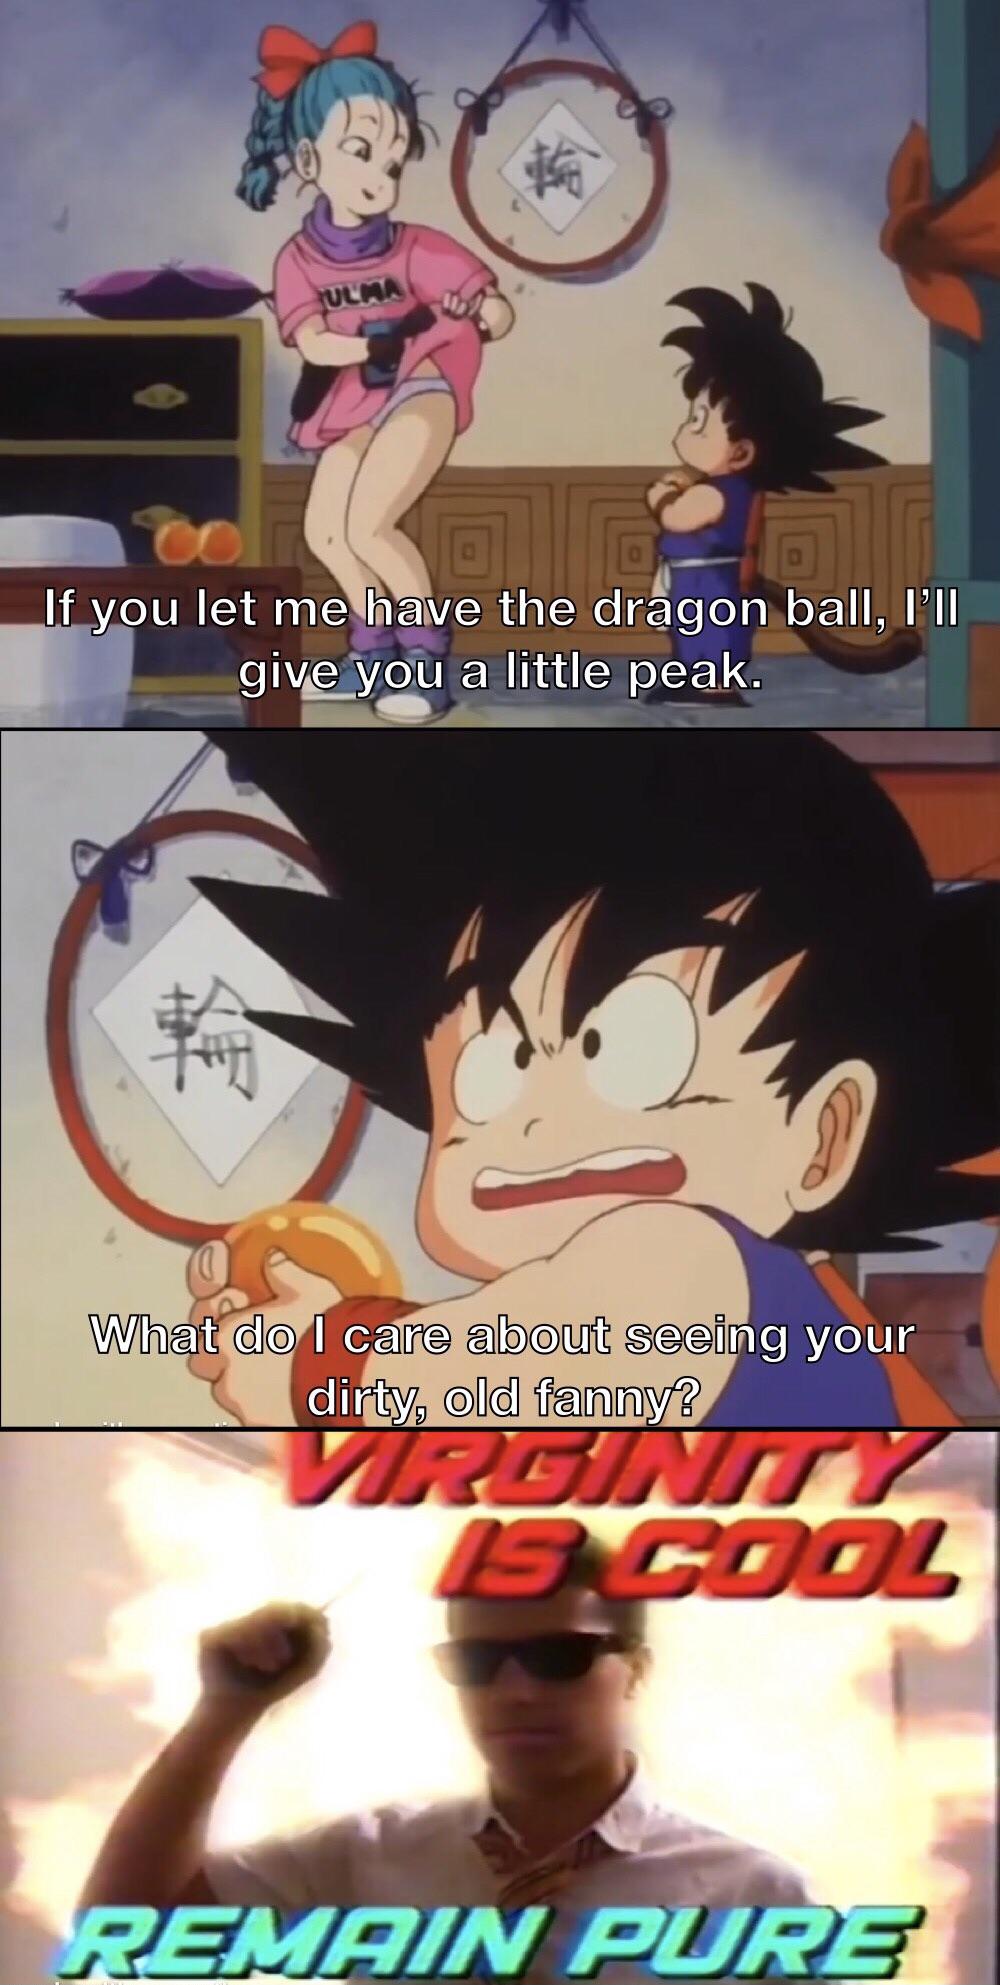 輪
ULMA
If you let me have the dragon ball, I'll
give you a little peak.
輪
What do I care about seeing your
dirty, old fanny?
VIRGINITY
IS COOL
REMAIN PURE